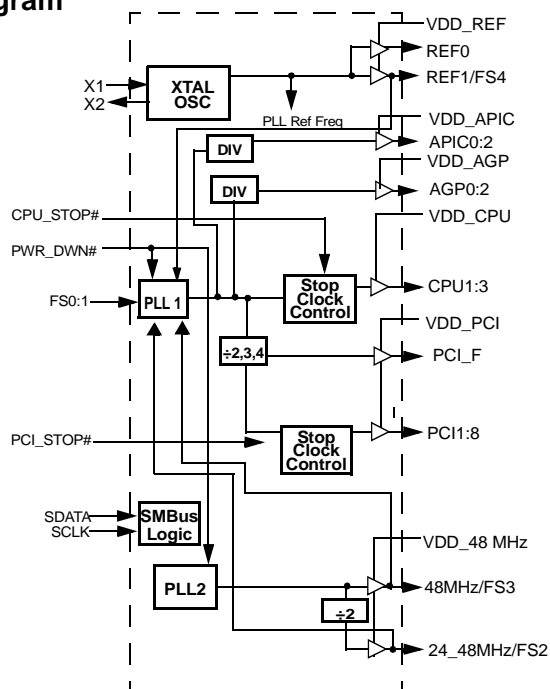 gram
VDD_REF
REF0
X1
X2
XTAL
OSC
REF1/FS4
PLL Ref Freq
VDD_APIC
APIC0:2
DIV
VDD_AGP
DIV
AGP0:2
CPU_STOP#
VDD_CPU
PWR_DWN#
FS0:1
PLL 1
Stop
Clock
Control
CPU1:3
VDD_PCI
÷2,3,4
PCI_F
PCI_STOP#
Stop
Clock
Control
PCI1:8
SDATA
SCLK
SMBus
Logic
VDD_48 MHz
PLL2
48MHz/FS3
÷2
24_48MHz/FS2